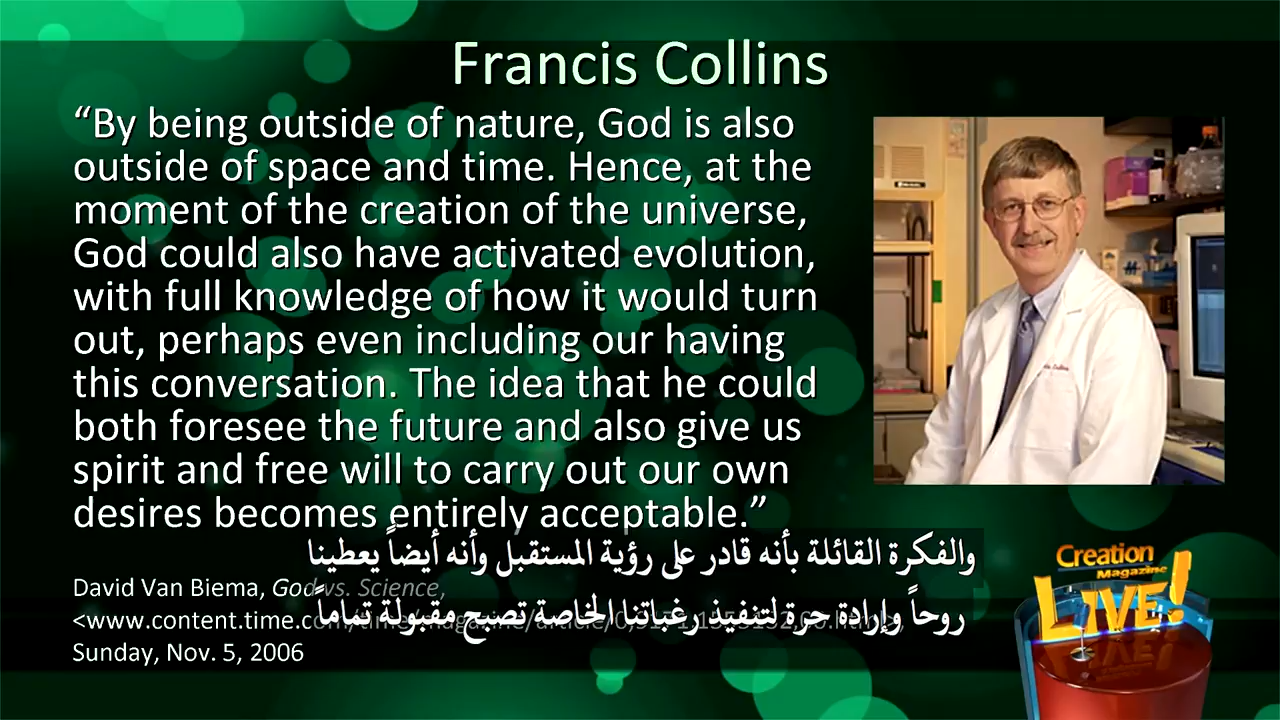 Francis Collins
“By being outside of nature, God is also
outside of space and time. Hence, at the
moment of the creation of the universe,
God could also have activated evolution,
with full knowledge of how it would turn
out, perhaps even including our having
this conversation. The idea that he could
both foresee the future and also give us
spirit and free will to carry out our own
desires becomes entirely acceptable.”
والفكرة القائلة بأنه قادر على رؤية المستقبل وأنه أيضاً يعطينا
روحاً وإرادة حرة لتنفيذ رغباتنا الخاصة تصبح مقبولة تماماً
David Van Biema, God vs. Science,
<www.content.time.com/time/magazine/article/
Sunday, Nov. 5, 2006
Creation
Magazine
LIVE!